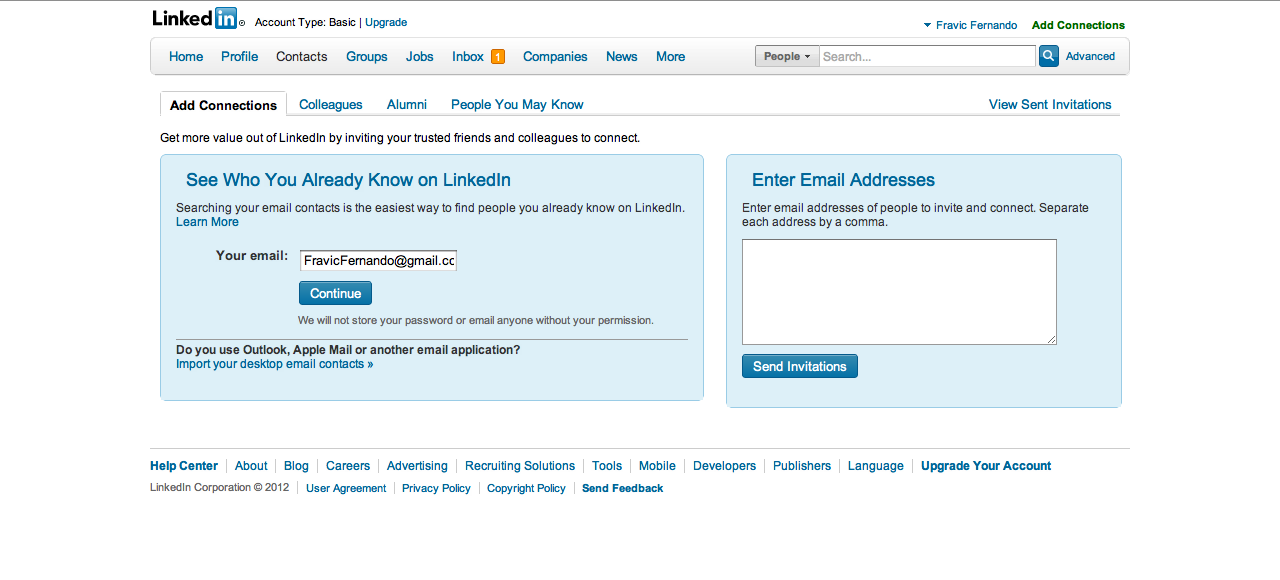 Linked in® Account Type: Basic | Upgrade
Fravic Fernando Add Connections
Home Profile Contacts Groups Jobs Inbox 1 Companies News More People Search... Advanced
Add Connections Colleagues Alumni People You May Know View Sent Invitations
Get more value out of LinkedIn by inviting your trusted friends and colleagues to connect.
See Who You Already Know on LinkedIn
Searching your email contacts is the easiest way to find people you already know on LinkedIn.
Learn More
Your email: FravicFernando@gmail.cc
Continue
We will not store your password or email anyone without your permission.
Do you use Outlook, Apple Mail or another email application?
Import your desktop email contacts »
Enter Email Addresses
Enter email addresses of people to invite and connect. Separate
each address by a comma.
Send Invitations
Help Center About Blog Careers Advertising Recruiting Solutions Tools Mobile Developers Publishers Language Upgrade Your Account
LinkedIn Corporation © 2012 User Agreement Privacy Policy Copyright Policy Send Feedback